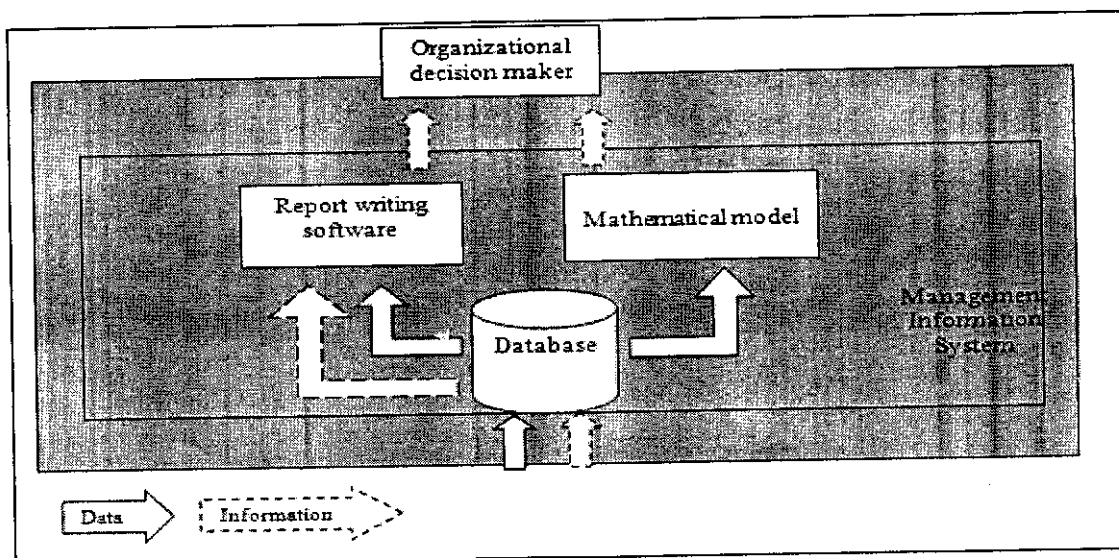 Organizational
decision maker
Report writing
software
Mathematical model
Management
Information
System
Database
Data
Information